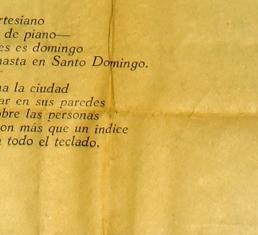 rtesiano
de piano—
es es domingo
hasta en Santo Domingo.
a la ciudad
ar en sus paredes
bre las personas
on más que un índice
todo el teclado.